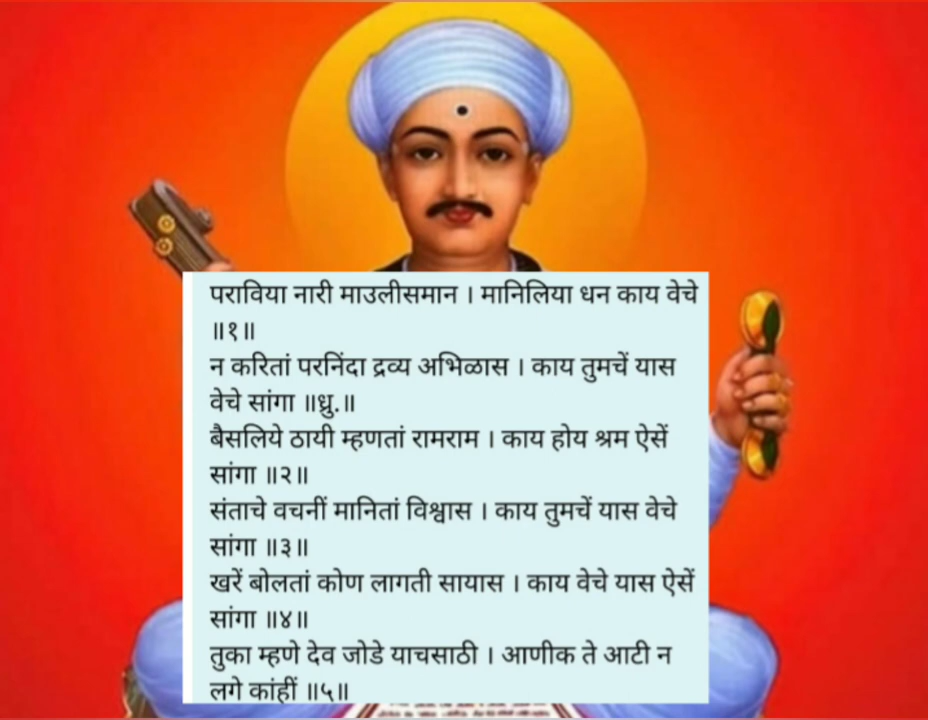 पराविया नारी माउलीसमान । मानिलिया धन काय वेचे
॥१॥
न करितां परनिंदा द्रव्य अभिळास । काय तुमचें यास
वेचे सांगा ॥ध्रु.॥
बैसलिये ठायी म्हणतां रामराम । काय होय श्रम ऐसें
सांगा ॥२॥
संताचे वचनीं मानितां विश्वास । काय तुमचें यास वेचे
सांगा ॥३॥
खरें बोलतां कोण लागती सायास । काय वेचे यास ऐसें
सांगा ॥४॥
तुका म्हणे देव जोडे याचसाठी । आणीक ते आटी न
लगे कांहीं ॥५॥